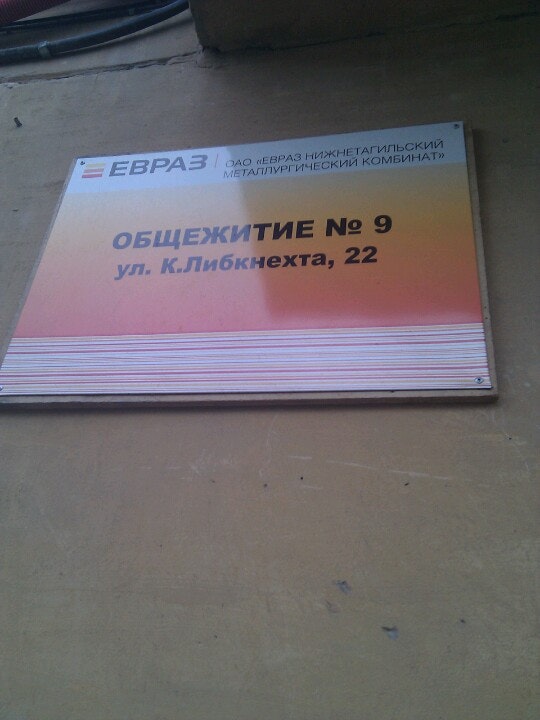 ЕВРАЗ
ОАО «ЕВРАЗ НИЖНЕТАГИЛЬСКИЙ
МЕТАЛЛУРГИЧЕСКИЙ КОМБИНАТ»
ОБЩЕЖИТИЕ № 9
ул. К.Либкнехта, 22